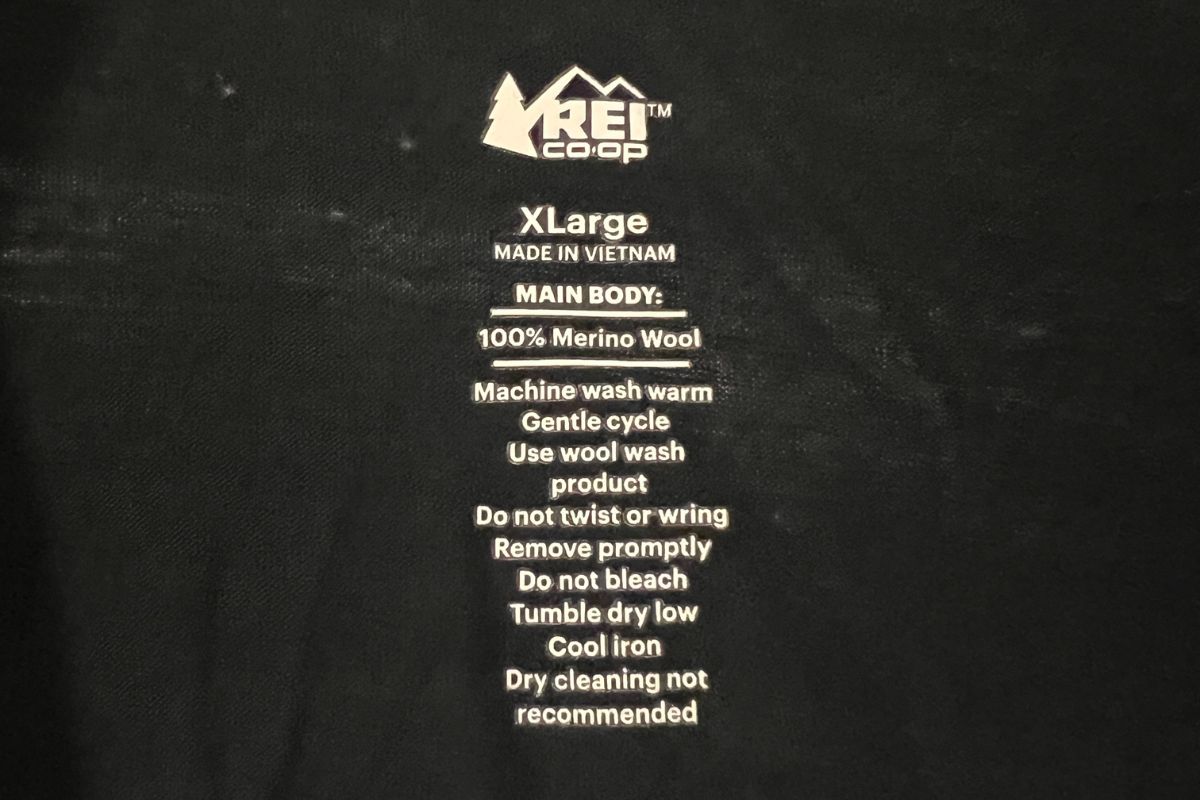 REI™
CO·OP
XLarge
MADE IN VIETNAM
MAIN BODY:
100% Merino Wool
Machine wash warm
Gentle cycle
Use wool wash
product
Do not twist or wring
Remove promptly
Do not bleach
Tumble dry low
Cool iron
Dry cleaning not
recommended